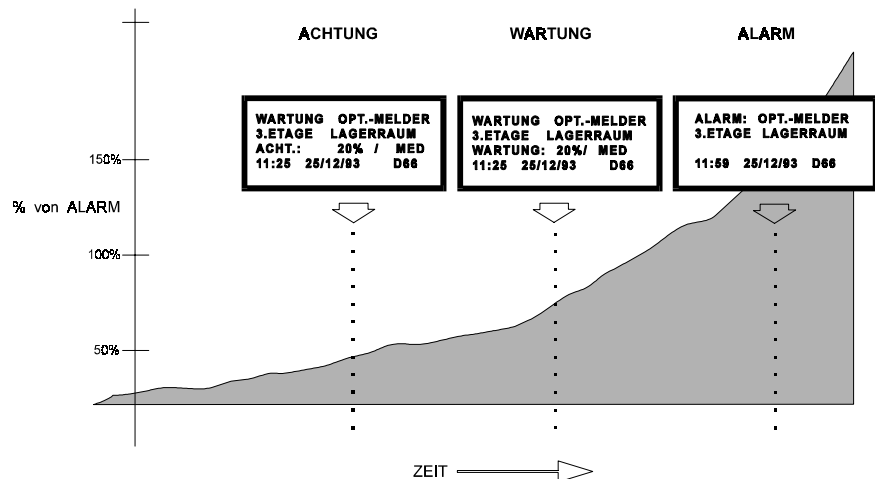 ACHTUNG WARTUNG ALARM
WARTUNG OPT.-MELDER
3.ETAGE LAGERRAUM
ACHT.: 20% / MED
11:25 25/12/93 D66
WARTUNG OPT.-MELDER
3.ETAGE LAGERRAUM
WARTUNG: 20%/ MED
11:25 25/12/93 D66
ALARM: OPT.-MELDER
3.ETAGE LAGERRAUM
11:59 25/12/93 D66
150%
% von ALARM
100%
50%
ZEIT